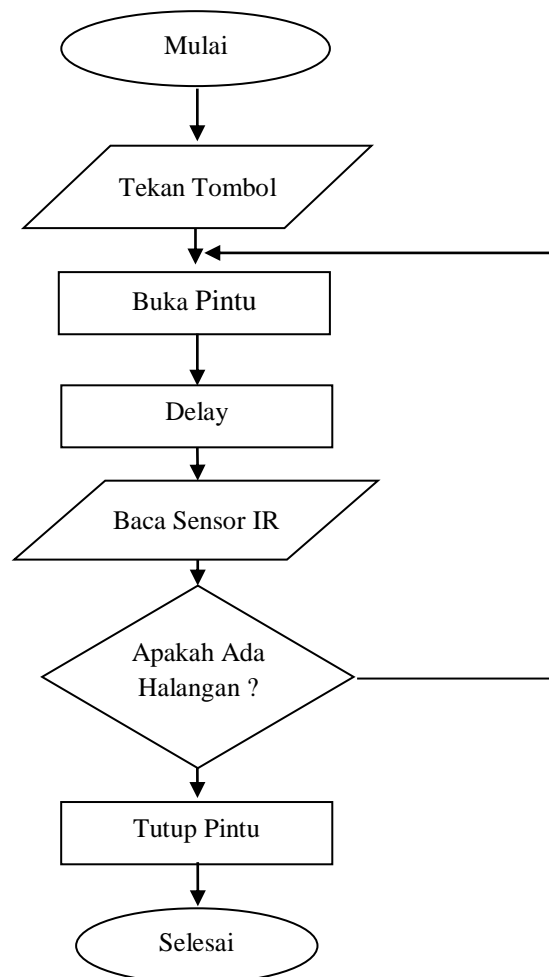 Mulai
Tekan Tombol
Buka Pintu
Delay
Baca Sensor IR
Apakah Ada
Halangan ?
Tutup Pintu
Selesai